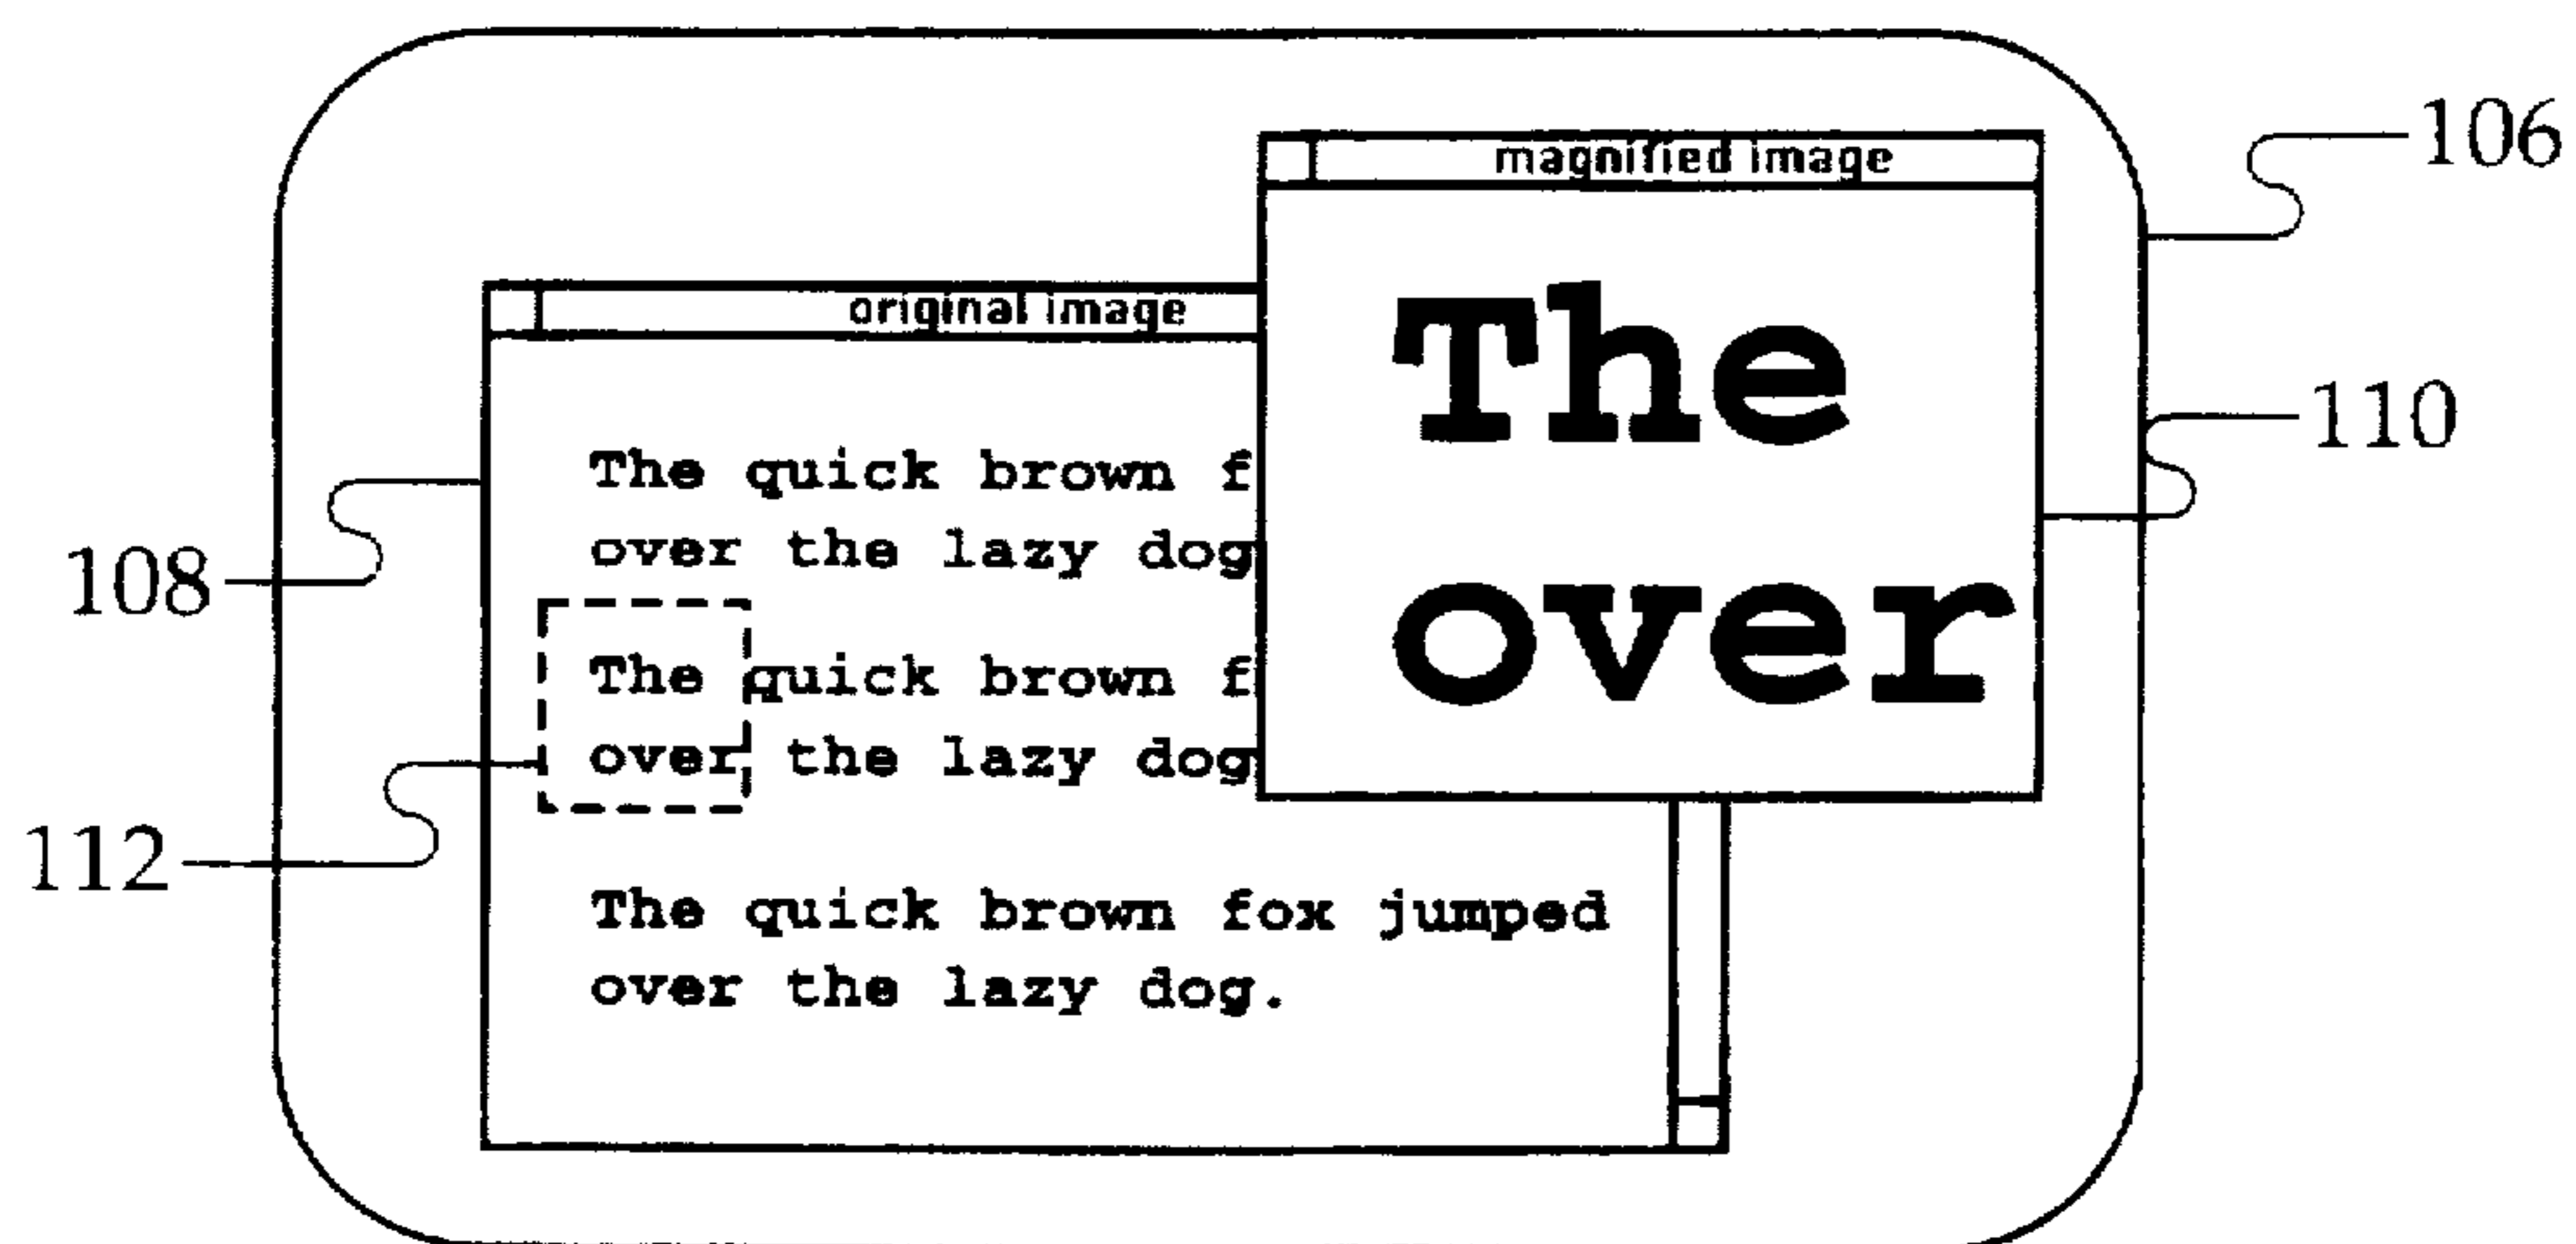 106
magnified image
The
over
110
original image
The quick brown f
over the lazy dog
The quick brown f
over the lazy dog
The quick brown fox jumped
over the lazy dog.
108
112